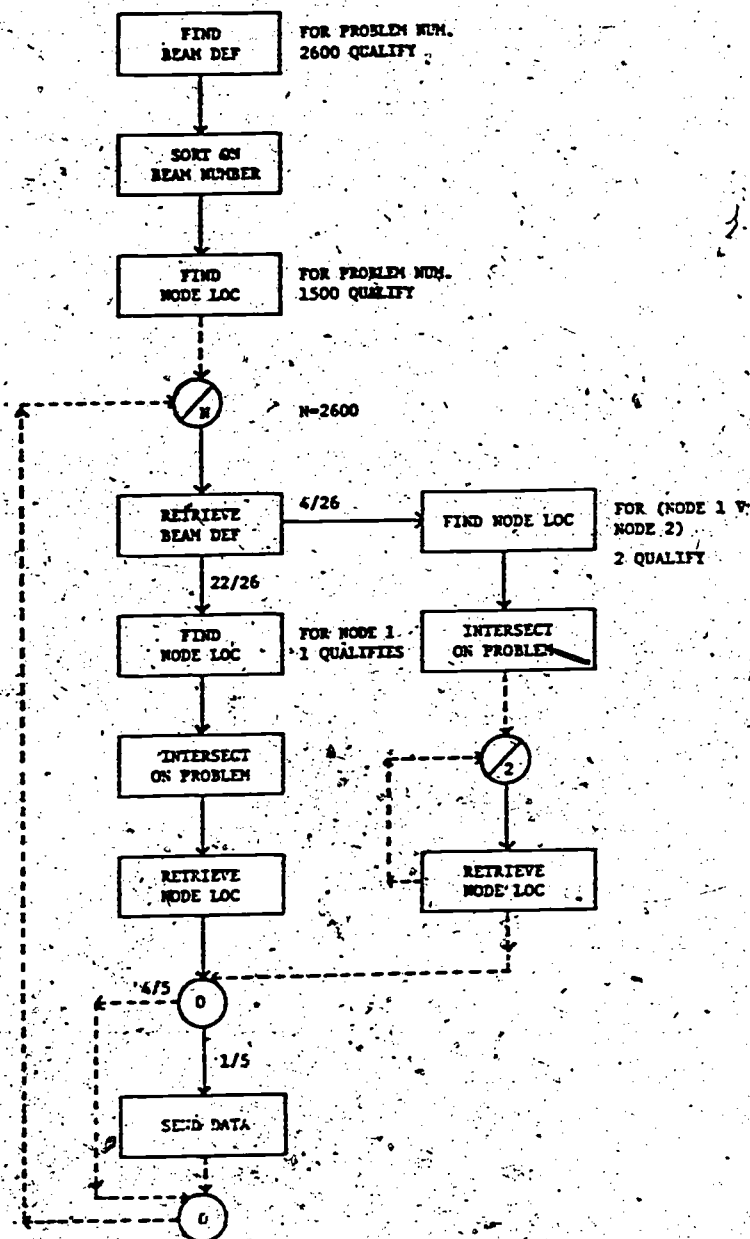 FIND
BEAM DEF
FOR PROBLEM NUM.
2600 QUALIFY
SORT ON
BEAM NUMBER
FIND
NODE LOC
FOR PROBLEM NUM.
1500 QUALIFY
N
N=2600
RETRIEVE
BEAM DEF
4/26
FIND NODE LOC
FOR (NODE 1 V
NODE 2)
2 QUALIFY
22/26
FIND
NODE LOC
FOR NODE 1
1 QUALIFIES
INTERSECT
ON PROBLEM
INTERSECT
ON PROBLEM
2
RETRIEVE
NODE LOC
RETRIEVE
NODE LOC
4/5
0
1/5
SEND DATA
0